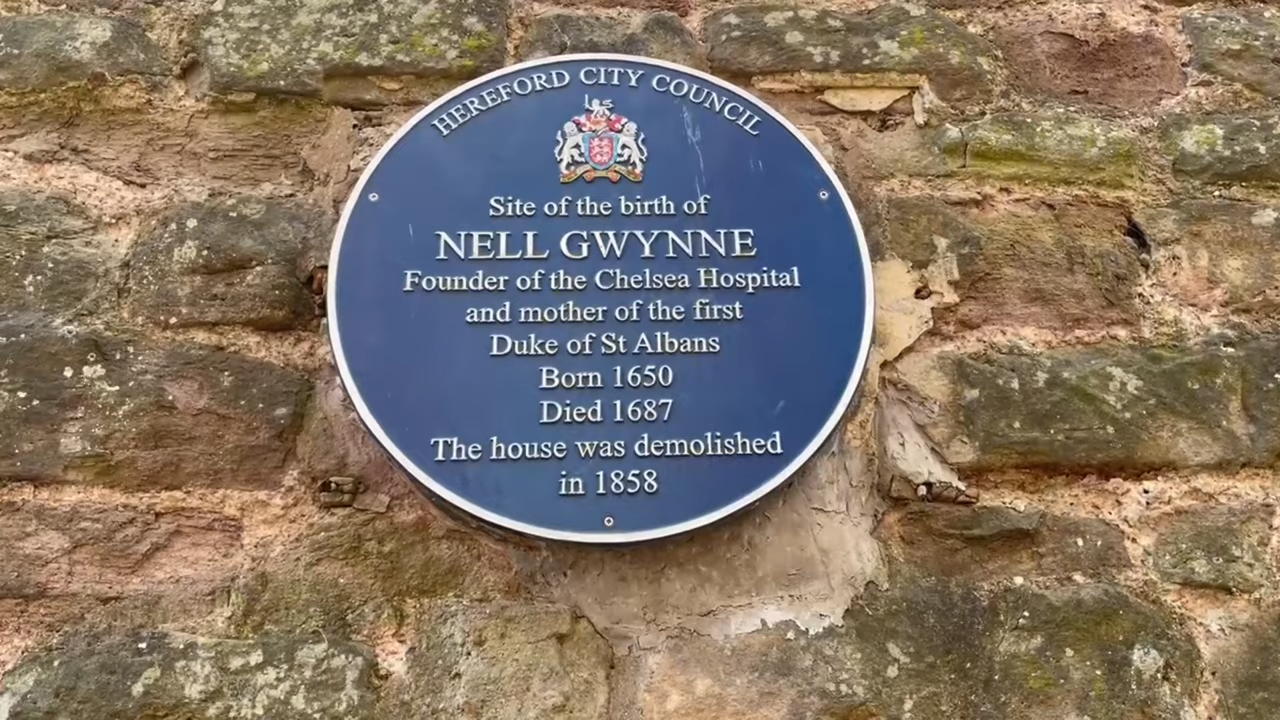 HEREFORD CITY COUNCIL
Site of the birth of
NELL GWYNNE
Founder of the Chelsea Hospital
and mother of the first
Duke of St Albans
Born 1650
Died 1687
The house was demolished
in 1858